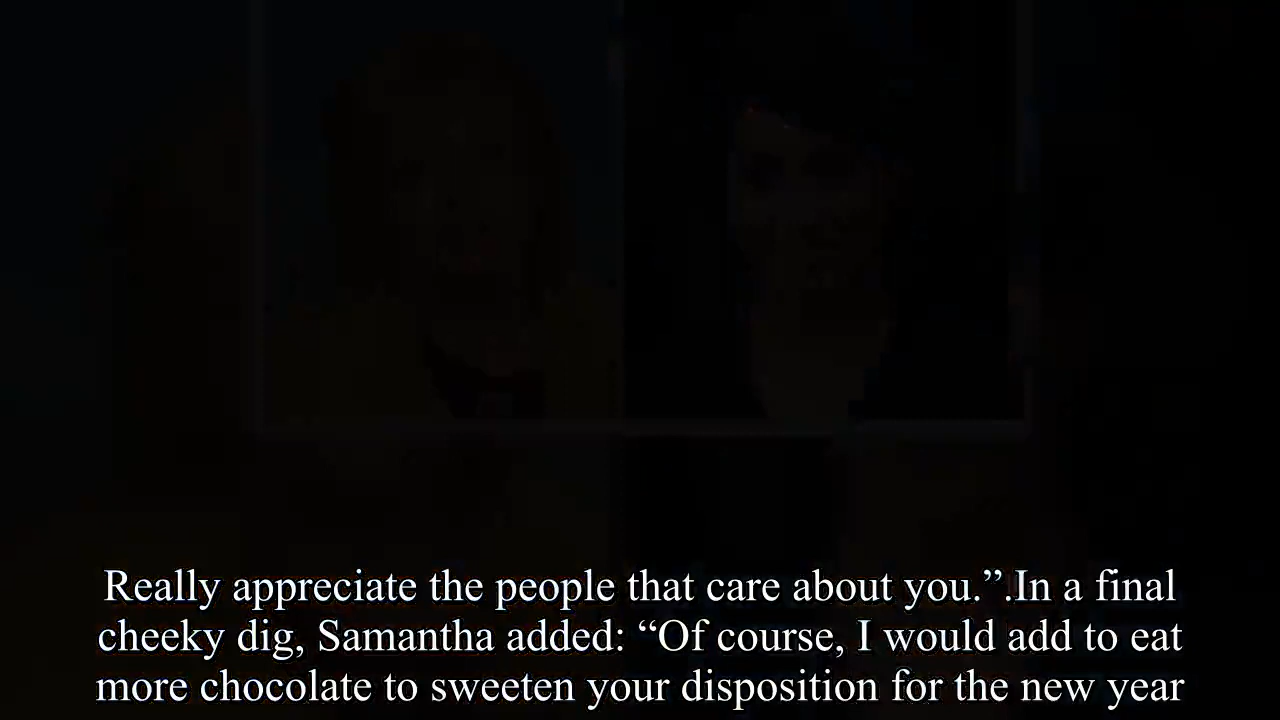 Really appreciate the people that care about you.”.In a final
cheeky dig, Samantha added: “Of course, I would add to eat
more chocolate to sweeten your disposition for the new year